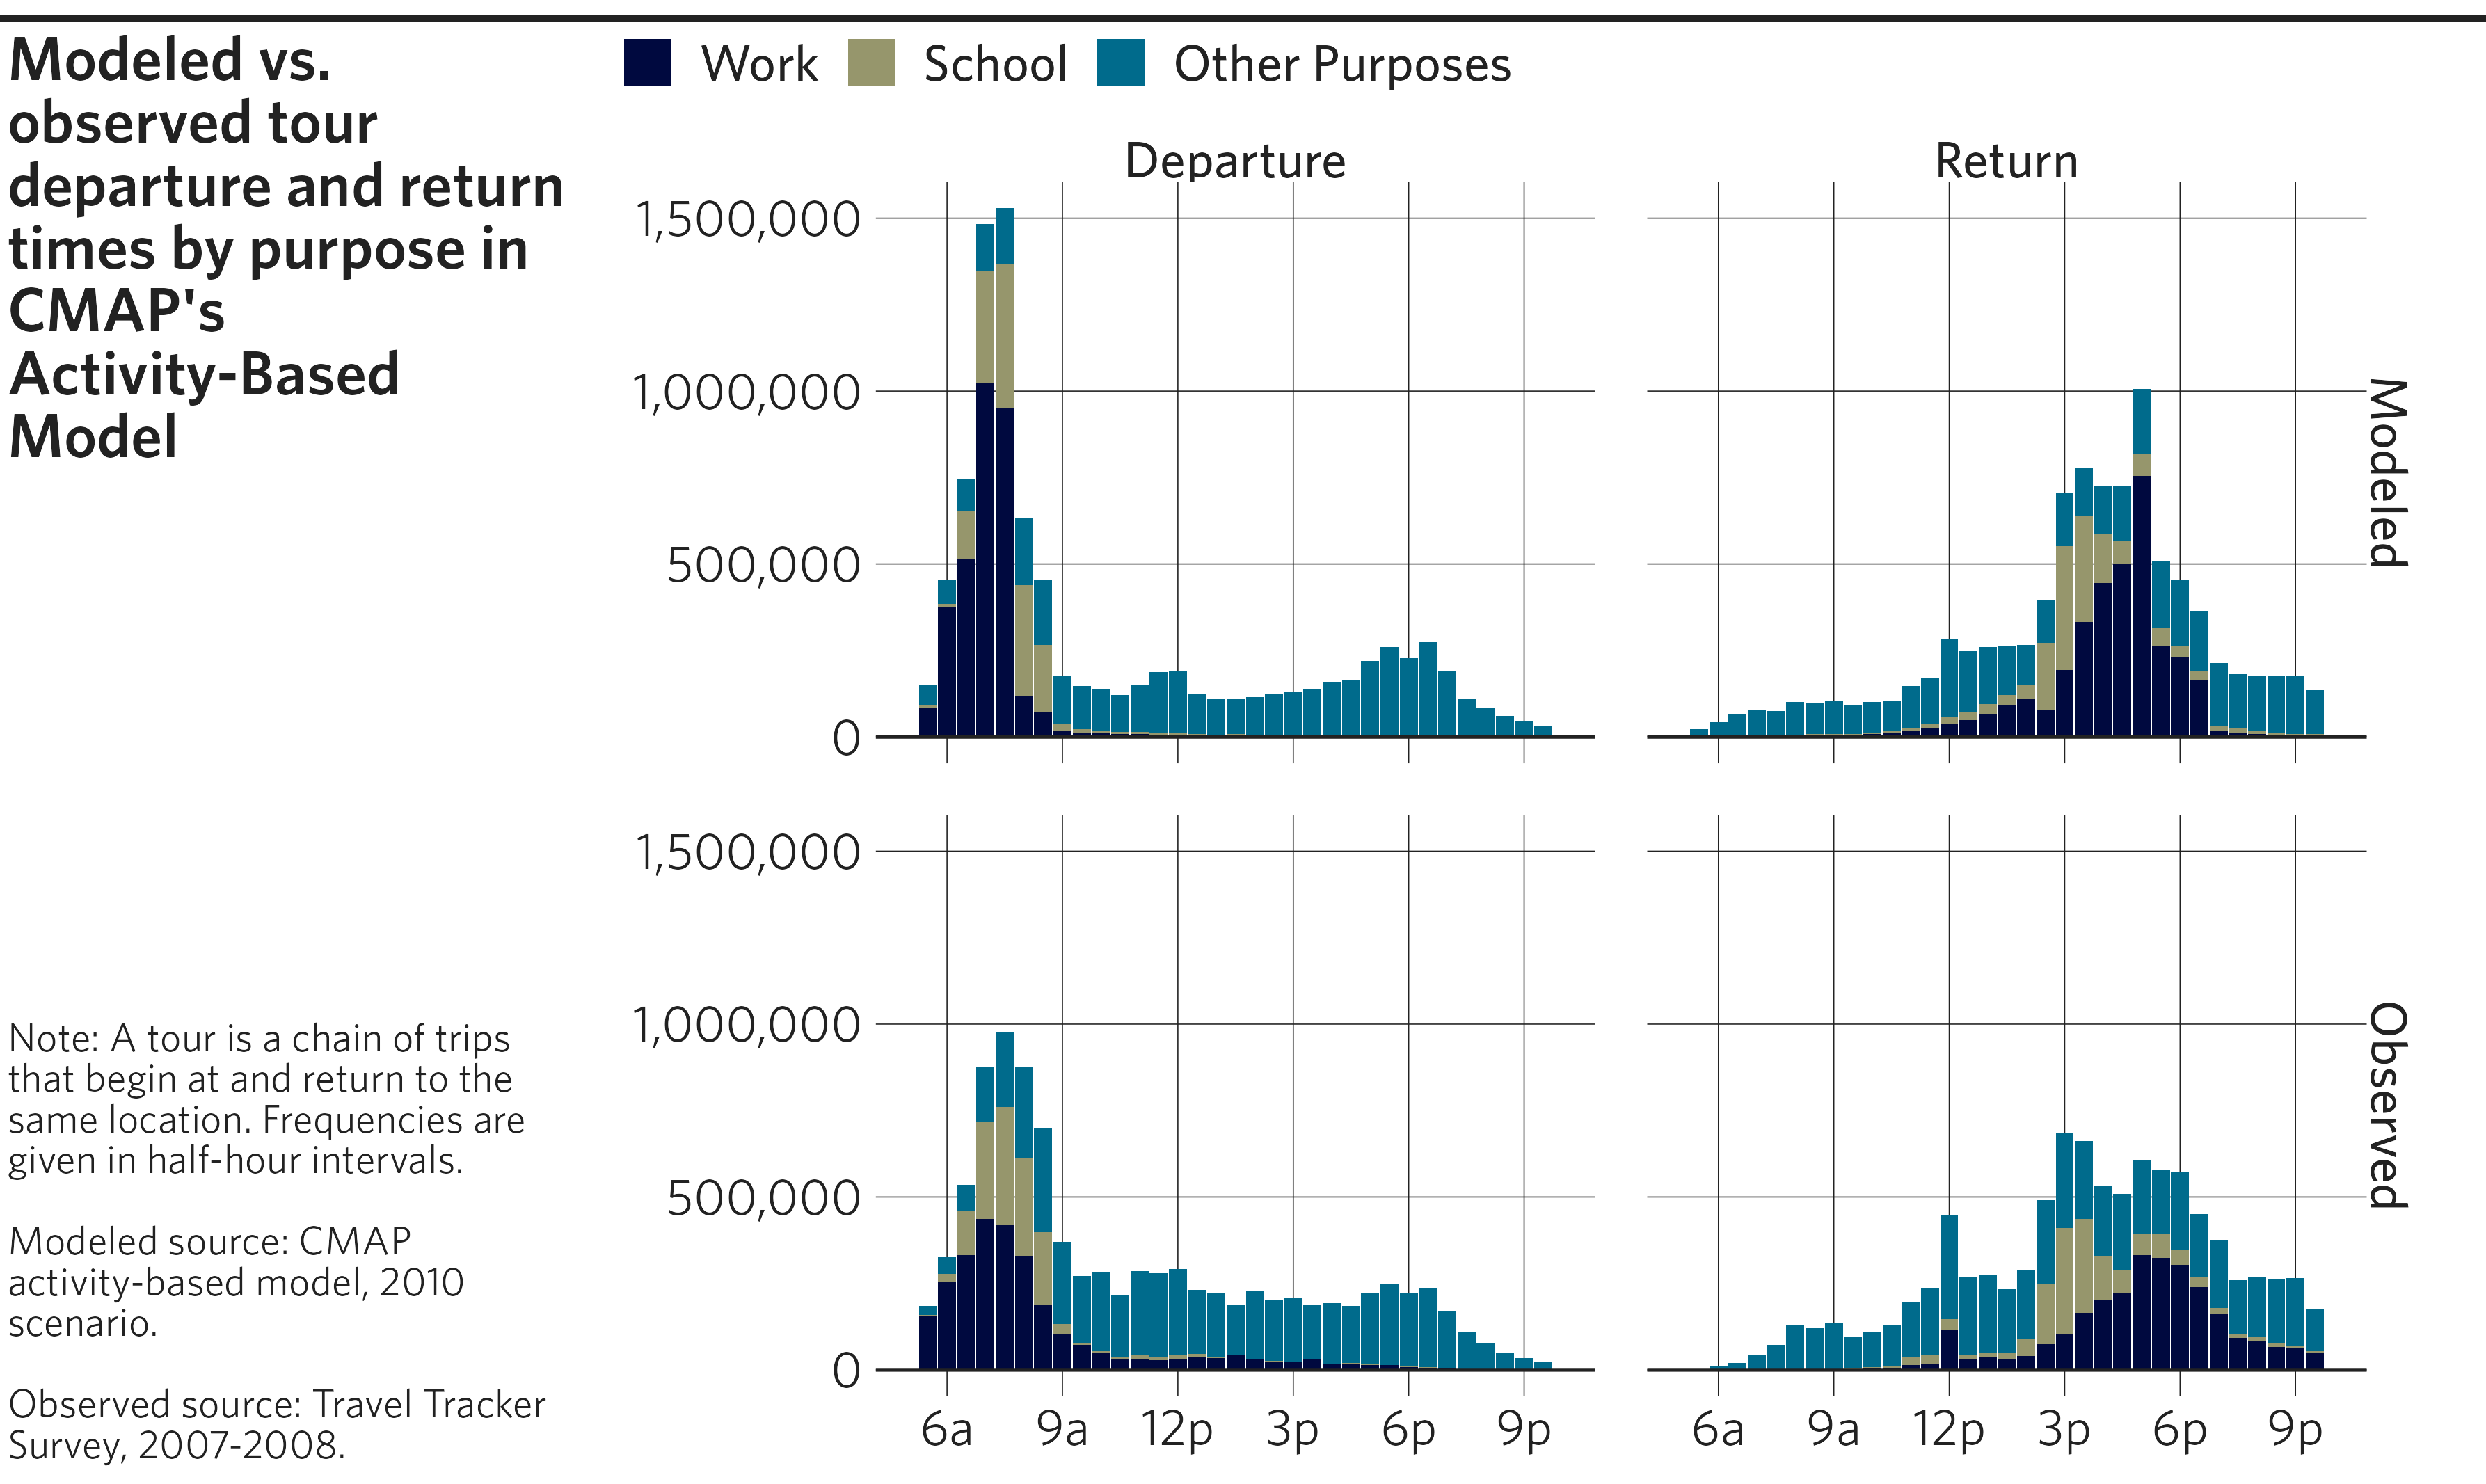 Modeled vs.
observed tour
departure and return
times by purpose in
CMAP's
Activity-Based
Model
Note: A tour is a chain of trips
that begin at and return to the
same location. Frequencies are
given in half-hour intervals.
Modeled source: CMAP
activity-based model, 2010
scenario.
Observed source: Travel Tracker
Survey, 2007-2008.
Work School Other Purposes
Departure Return
1,500,000
1,000,000
500,000
0
Modeled
1,500,000
1,000,000
500,000
0
Observed
6a 9a 12p 3p 6p 9p 6a 9a 12p 3p 6p 9p